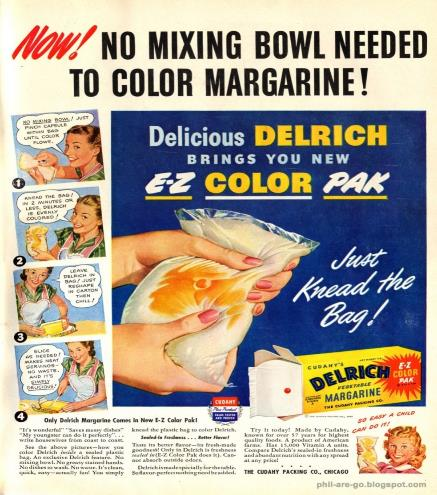 Now! NO MIXING BOWL NEEDED
TO COLOR MARGARINE!
NO MIXING BOWL! JUST
PINCH CAPSULE
WITHIN BAG
UNTIL COLOR
FLOWS.
1
KNEAD THE BAG!
IN 2 MINUTES OR
LESS, DELRICH
IS EVENLY
COLORED!
2
LEAVE
DELRICH IN
BAG! JUST
RESHAPE
IN CARTON
THEN
CHILL!
3
SLICE
AS NEEDED!
MAKES NEAT
SERVINGS—
NO WASTE,
AND IT'S
SIMPLY
DELICIOUS!
4
Delicious DELRICH
BRINGS YOU NEW
E-Z COLOR PAK
Just
Knead the
Bag!
CUDAHY
CUDAHY'S
DELRICH
VEGETABLE
MARGARINE
THE CUDAHY PACKING CO.
E-Z
COLOR
PAK
SO EASY A CHILD
CAN DO IT!
Only Delrich Margarine Comes in New E-Z Color Pak!
"It's wonderful" "Saves messy dishes"
"My youngster can do it perfectly" . . .
write housewives from coast to coast.
See the above pictures—how you
color Delrich inside a sealed plastic
bag. An exclusive Delrich feature. No
mixing bowl. No greasy stained hands.
No dishes to wash. No waste. It's clean,
quick, easy—actually fun! You simply
knead the plastic bag to color Delrich.
Sealed-in Freshness . . . Better Flavor!
Taste its better flavor—its fresh-made
goodness! Only in Delrich is freshness
sealed in (E-Z Color Pak does it). Can-
not absorb outside odors.
Delrich is made specially for the table.
So flavor-perfect nothing need be added.
Try it today! Made by Cudahy,
known for over 57 years for highest
quality foods. A product of American
farms. Has 15,000 Vitamin A units.
Compare Delrich's sealed-in freshness
and abundant nutrition with any spread
at any price!
THE CUDAHY PACKING CO., CHICAGO
phil-are-go.blogspot.com